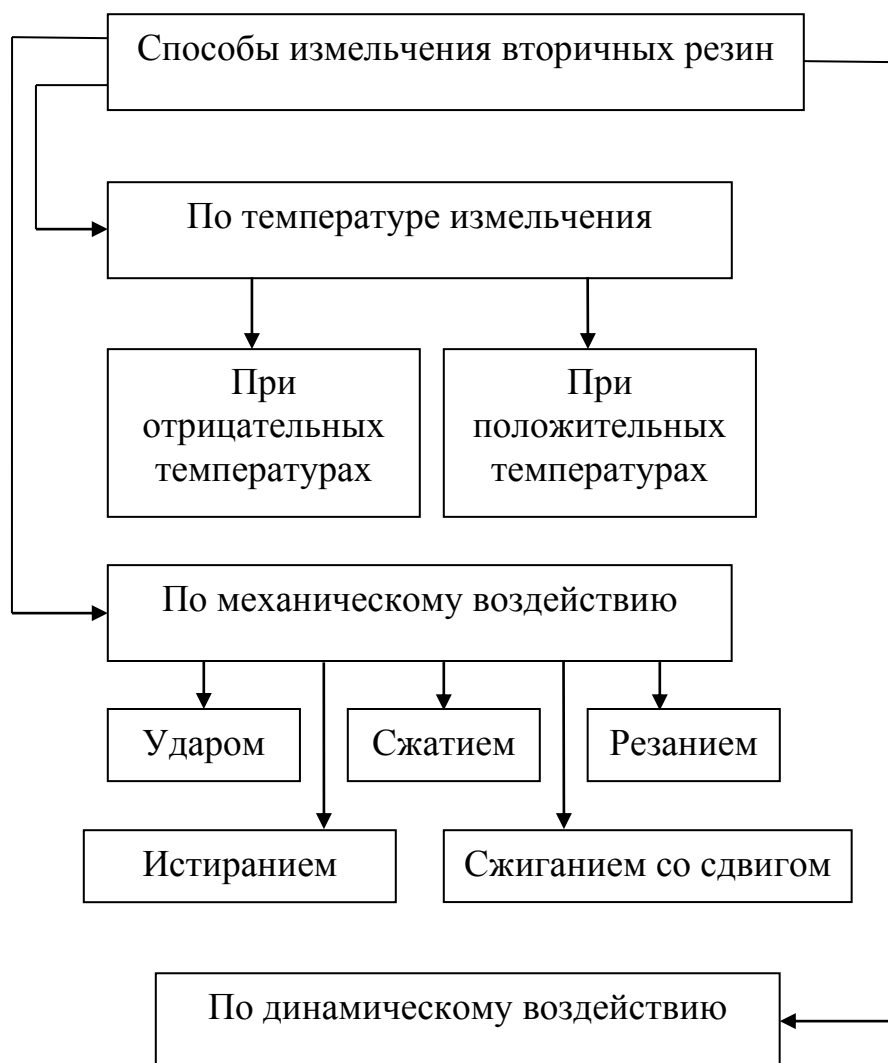 Способы измельчения вторичных резин
По температуре измельчения
При
отрицательных
температурах
При
положительных
температурах
По механическому воздействию
Ударом
Сжатием
Резанием
Истиранием
Сжиганием со сдвигом
По динамическому воздействию